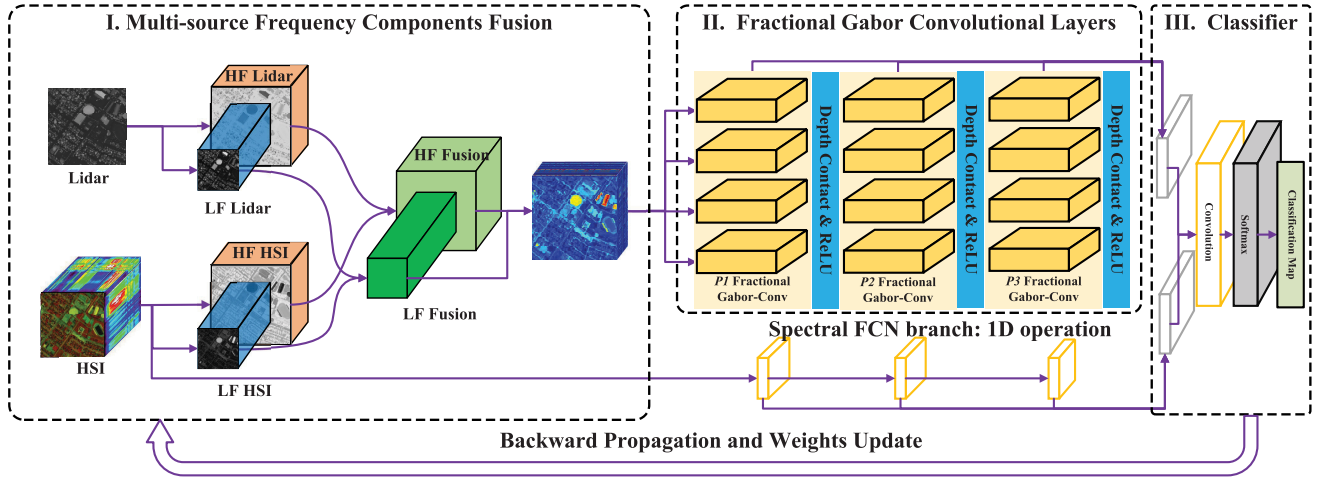 I. Multi-source Frequency Components Fusion
HF Lidar
Lidar
LF Lidar
HF Fusion
HF HSI
LF Fusion
HSI
LF HSI
II. Fractional Gabor Convolutional Layers
Depth Contact & ReLU
Depth Contact & ReLU
Depth Contact & ReLU
P1 Fractional
Gabor-Conv
P2 Fractional
Gabor-Conv
P3 Fractional
Gabor-Conv
Spectral FCN branch: 1D operation
III. Classifier
Convolution
Softmax
Classification Map
Backward Propagation and Weights Update